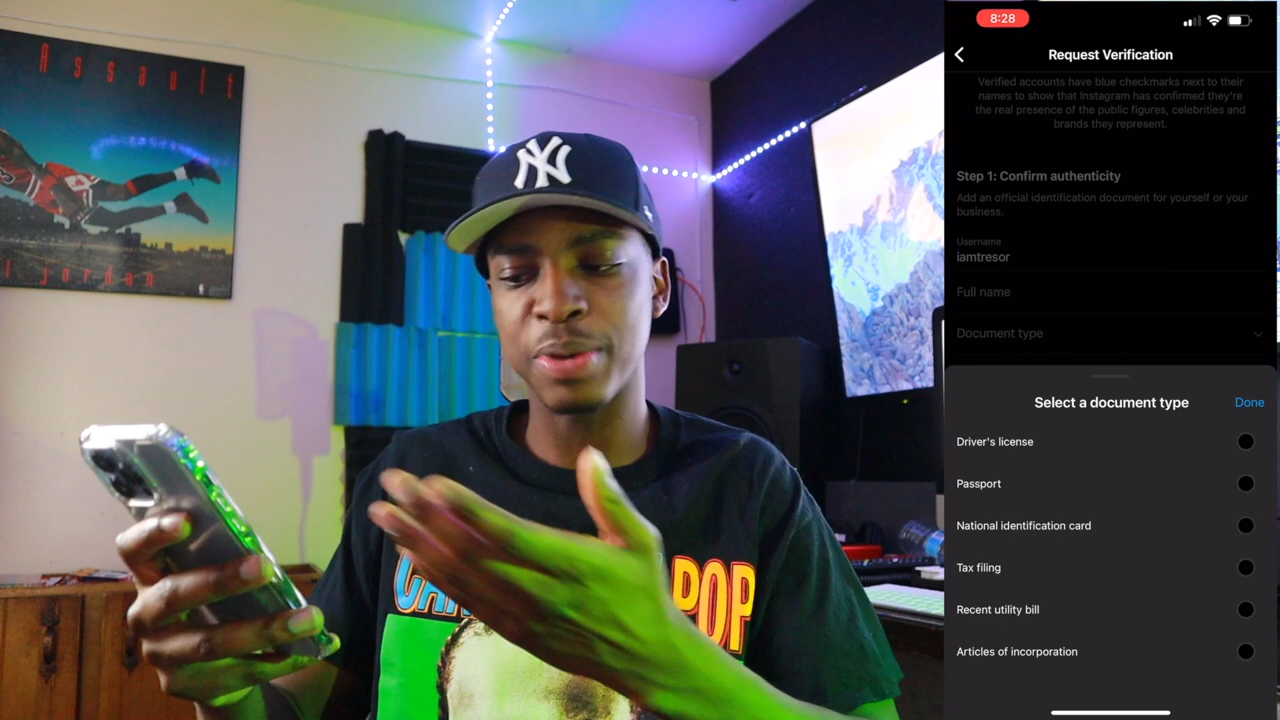 Assault
jordan
NY
POP
8:28
Request Verification
Verified accounts have blue checkmarks next to their
names to show that Instagram has confirmed they're
the real presence of the public figures, celebrities and
brands they represent.
Step 1: Confirm authenticity
Add an official identification document for yourself or your
business.
Username
iamtresor
Full name
Document type
Select a document type
Done
Driver's license
Passport
National identification card
Tax filing
Recent utility bill
Articles of incorporation